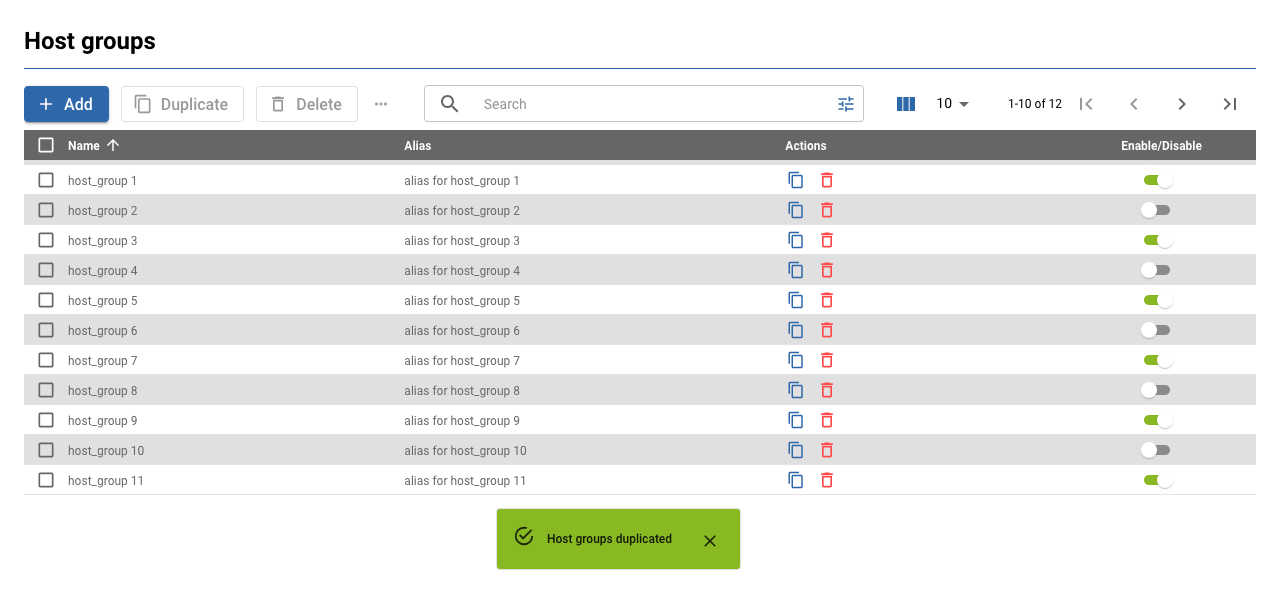 Host groups
Add Duplicate Delete Search 10 1-10 of 12
Name Alias Actions Enable/Disable
host_group 1 alias for host_group 1
host_group 2 alias for host_group 2
host_group 3 alias for host_group 3
host_group 4 alias for host_group 4
host_group 5 alias for host_group 5
host_group 6 alias for host_group 6
host_group 7 alias for host_group 7
host_group 8 alias for host_group 8
host_group 9 alias for host_group 9
host_group 10 alias for host_group 10
host_group 11 alias for host_group 11
Host groups duplicated